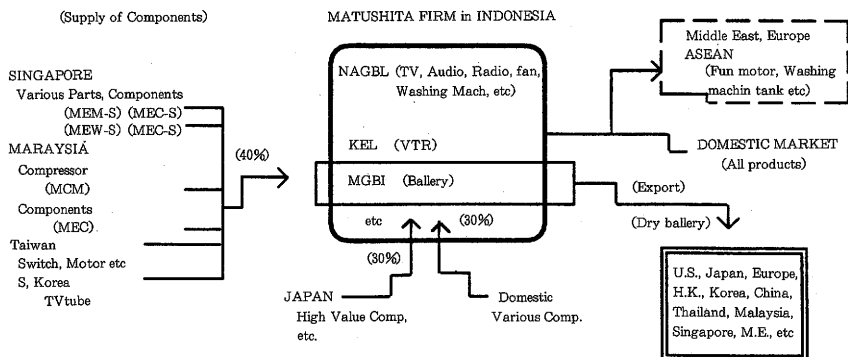 (Supply of Components)
MATUSHITA FIRM in INDONESIA
SINGAPORE
Various Parts, Components
(MEM-S) (MEC-S)
(MEW-S) (MEC-S)
MARAYSIA
Compressor
(MCM)
Components
(MEC)
Taiwan
Switch, Motor etc
S, Korea
TVtube
(40%)
NAGBL (TV, Audio, Radio, fan,
Washing Mach, etc)
KEL (VTR)
MGBI (Ballery)
etc
(30%)
(30%)
JAPAN
High Value Comp,
etc.
Domestic
Various Comp.
Middle East, Europe
ASEAN
(Fun motor, Washing
machin tank etc)
DOMESTIC MARKET
(All products)
(Export)
(Dry ballery)
U.S., Japan, Europe,
H.K., Korea, China,
Thailand, Malaysia,
Singapore, M.E., etc